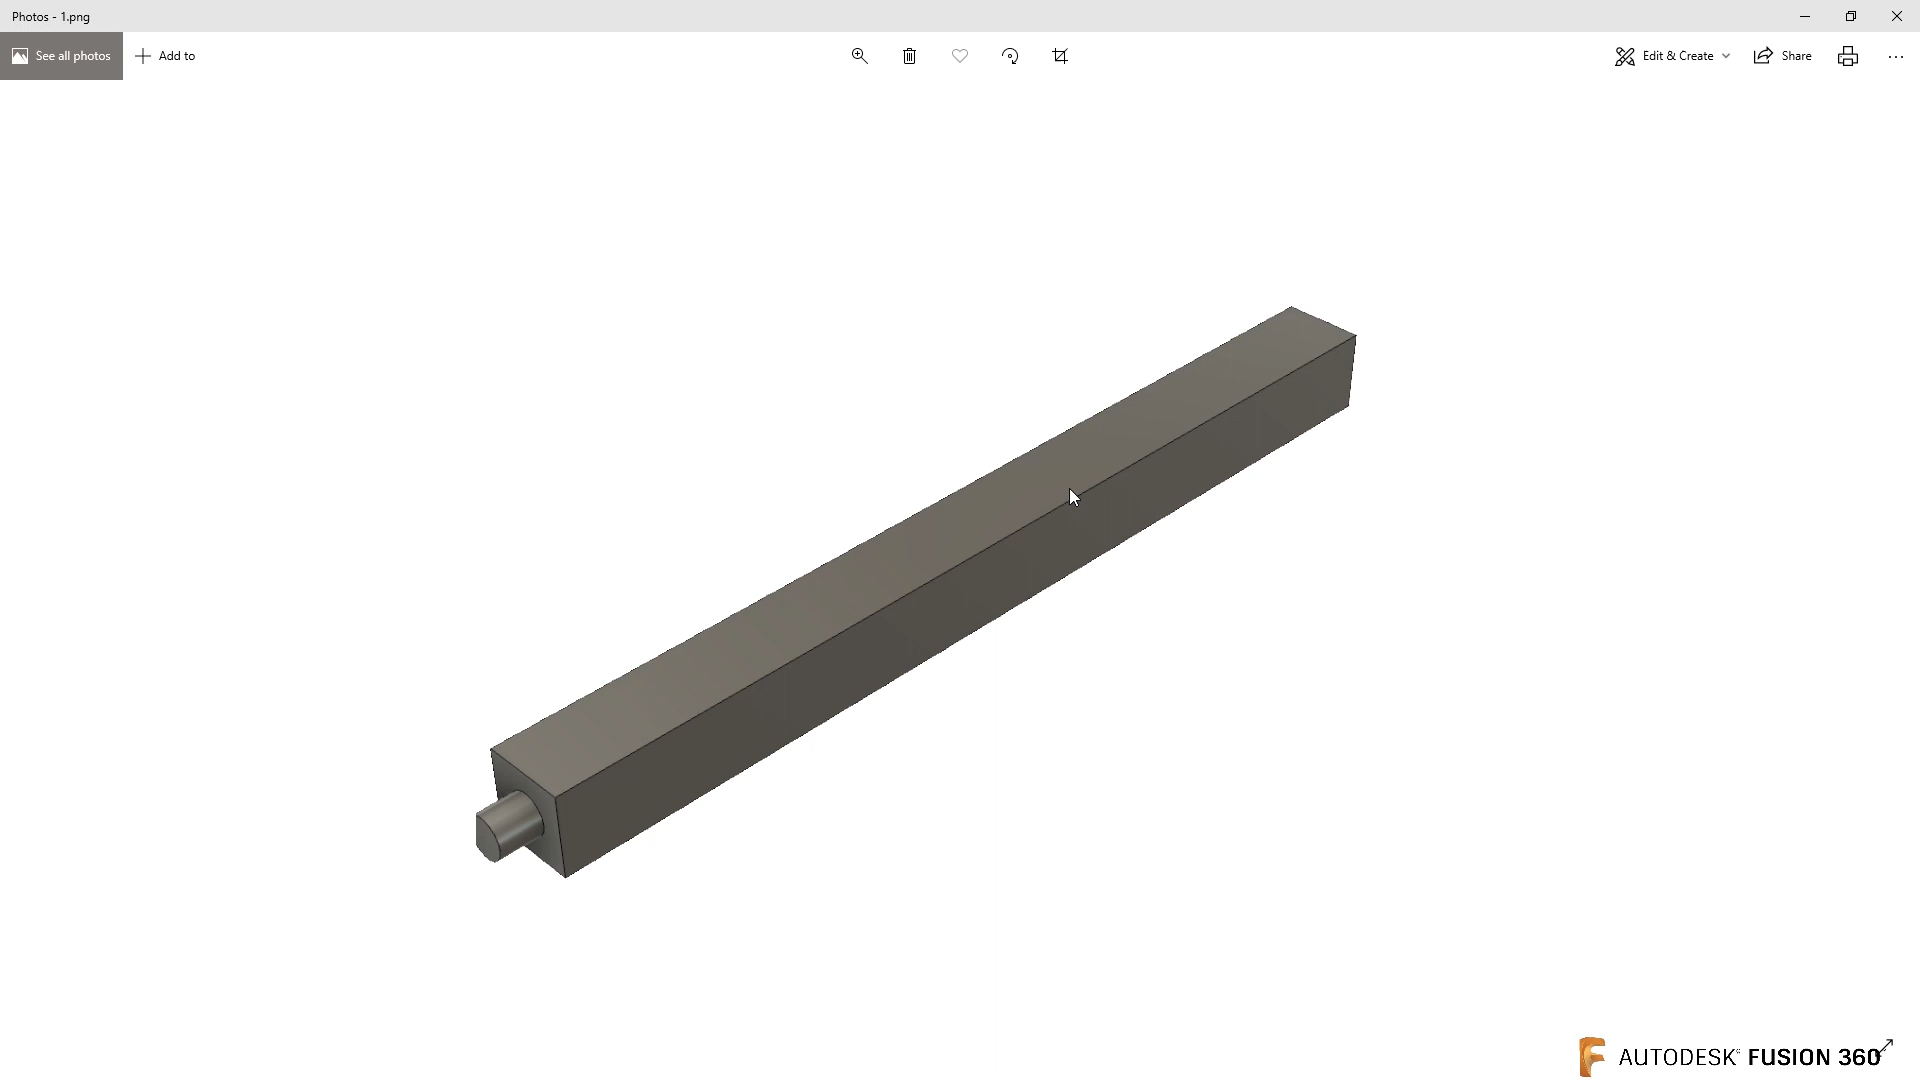 Photos - 1.png
See all photos
Add to
Edit & Create
Share
AUTODESK® FUSION 360